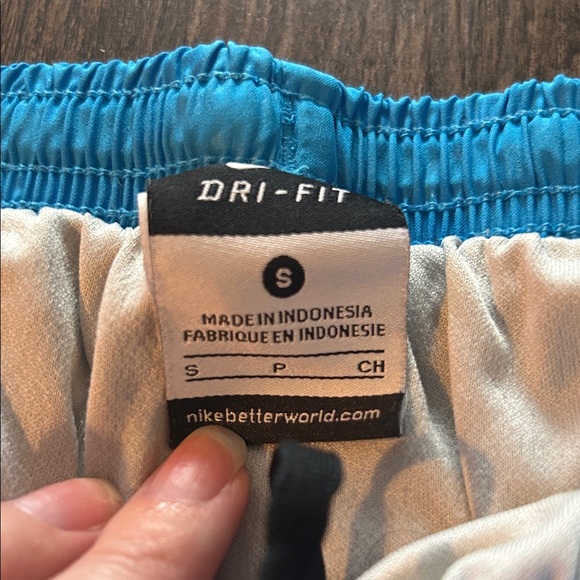 DRI-FIT
S
MADE IN INDONESIA
FABRIQUE EN INDONESIE
S P CH
nikebetterworld.com